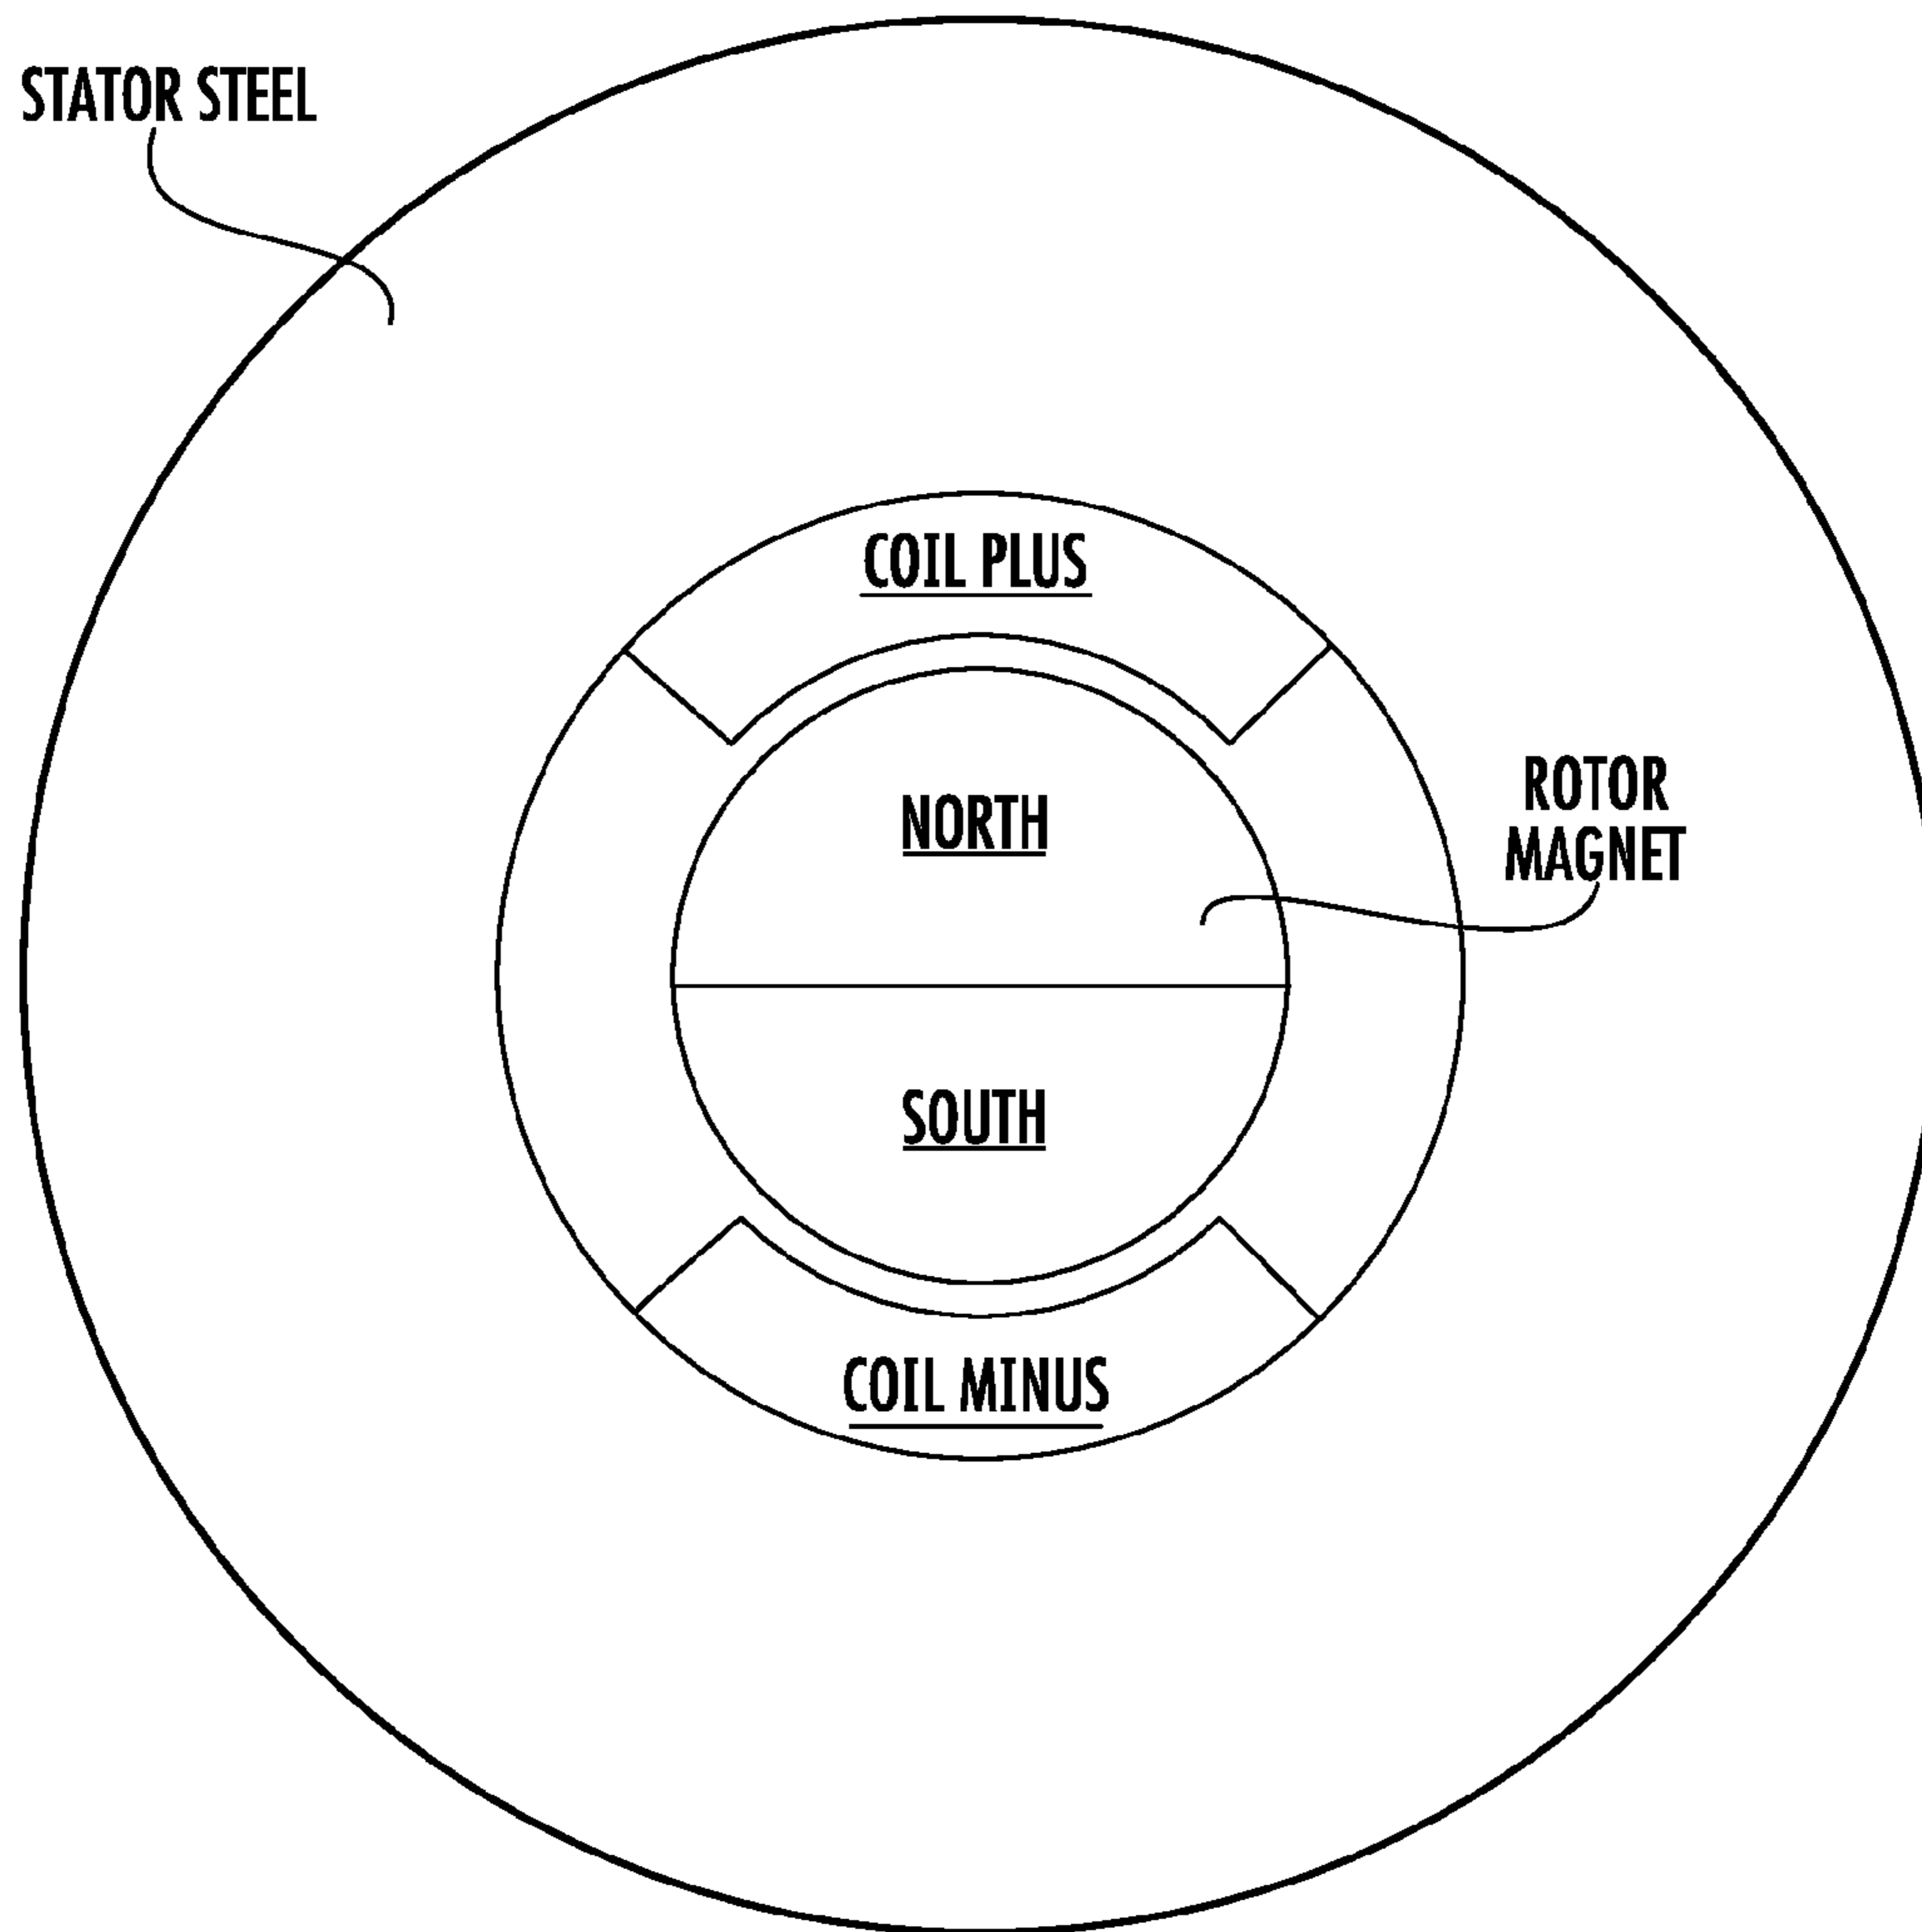 STATOR STEEL
COIL PLUS
NORTH
ROTOR
MAGNET
SOUTH
COIL MINUS